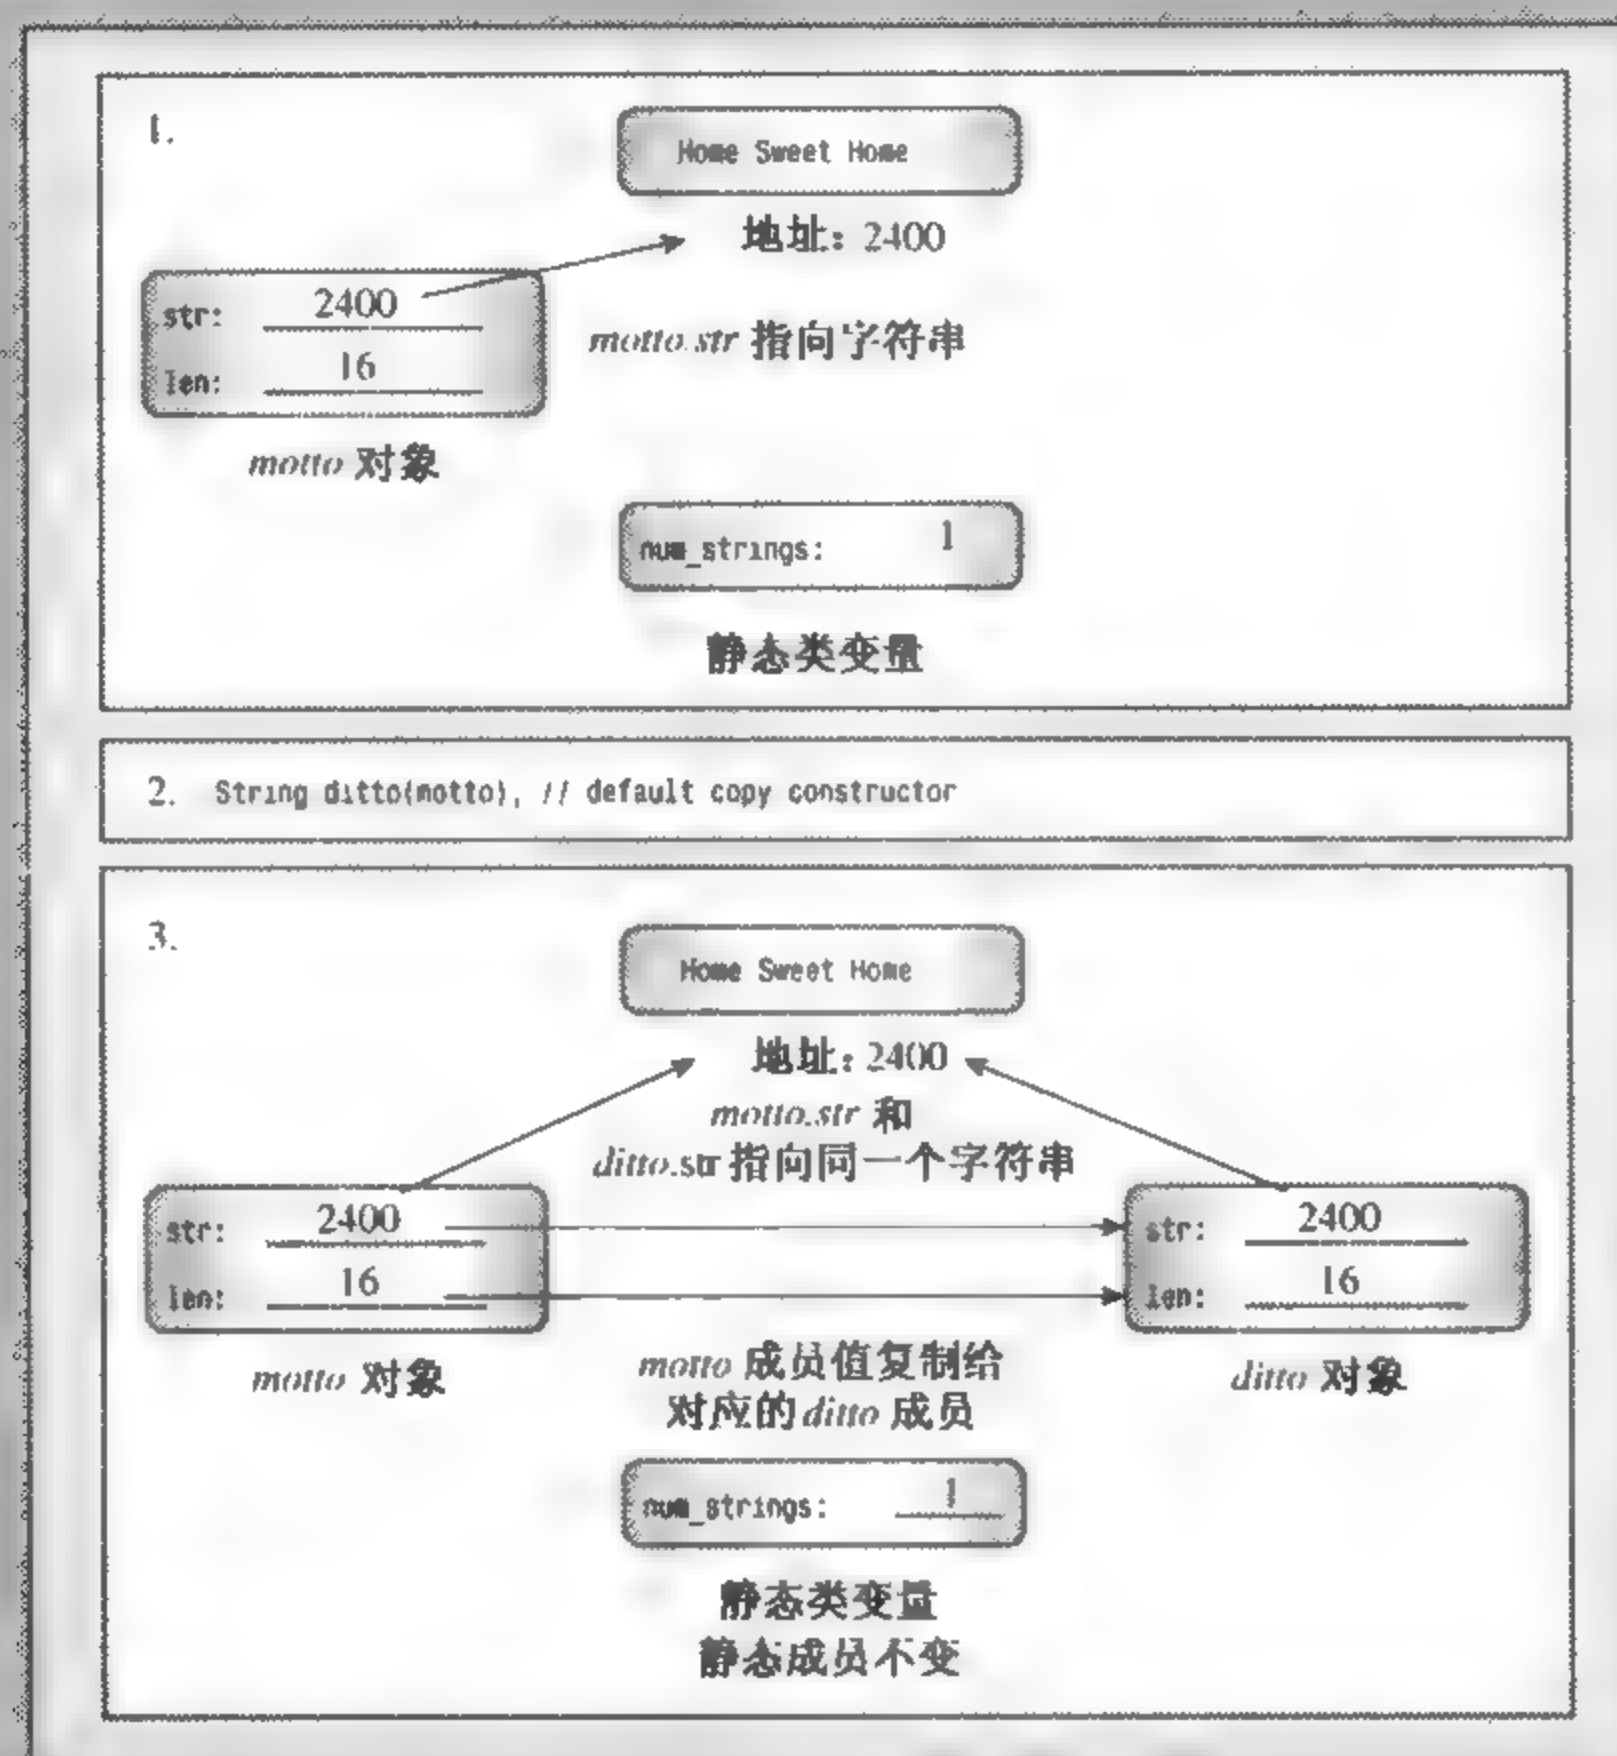 1.
Home Sweet Home
地址: 2400
str: 2400
motto.str 指向字符串
len: 16
motto 对象
num_strings: 1
静态类变量
2. String ditto(motto), // default copy constructor
3.
Home Sweet Home
地址: 2400
motto.str 和
ditto.str 指向同一个字符串
str: 2400
str: 2400
len: 16
len: 16
motto 成员值复制给
motto 对象
ditto 对象
对应的 ditto 成员
num_strings: 1
静态类变量
静态成员不变